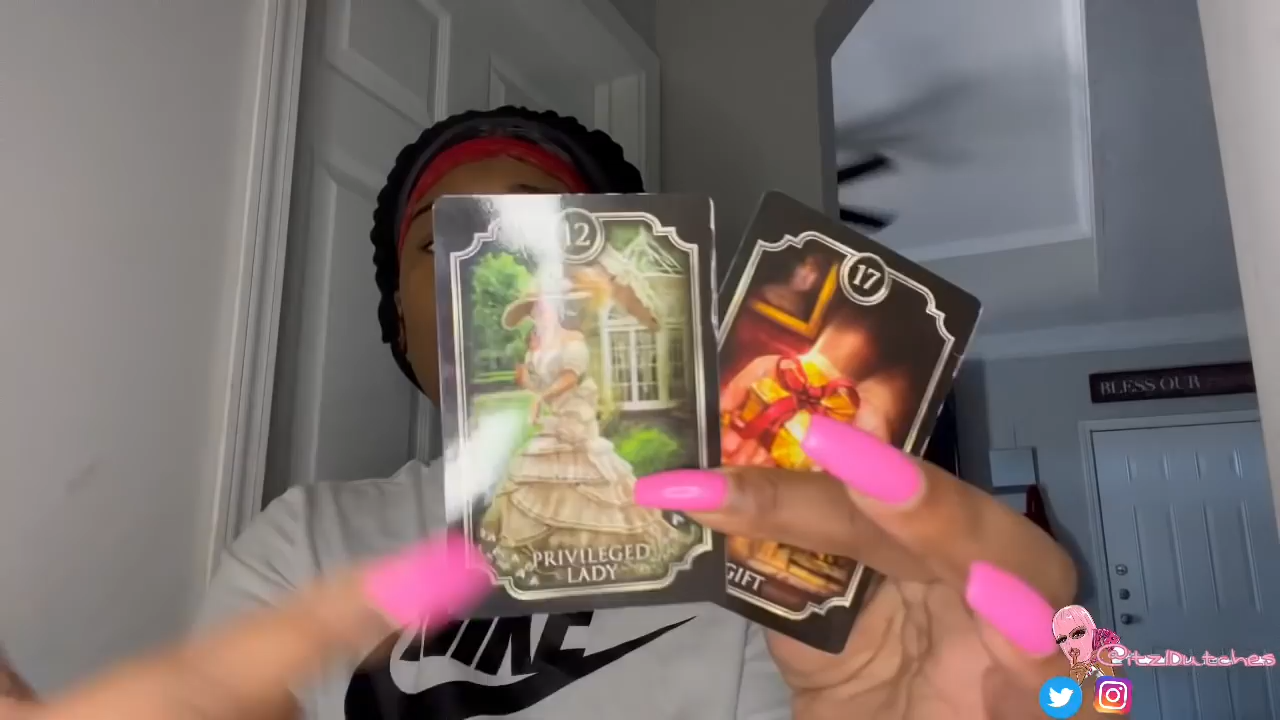 12
17
BLESS OUR
PRIVILEGED
LADY
GIFT
NIKE
@itzDutches